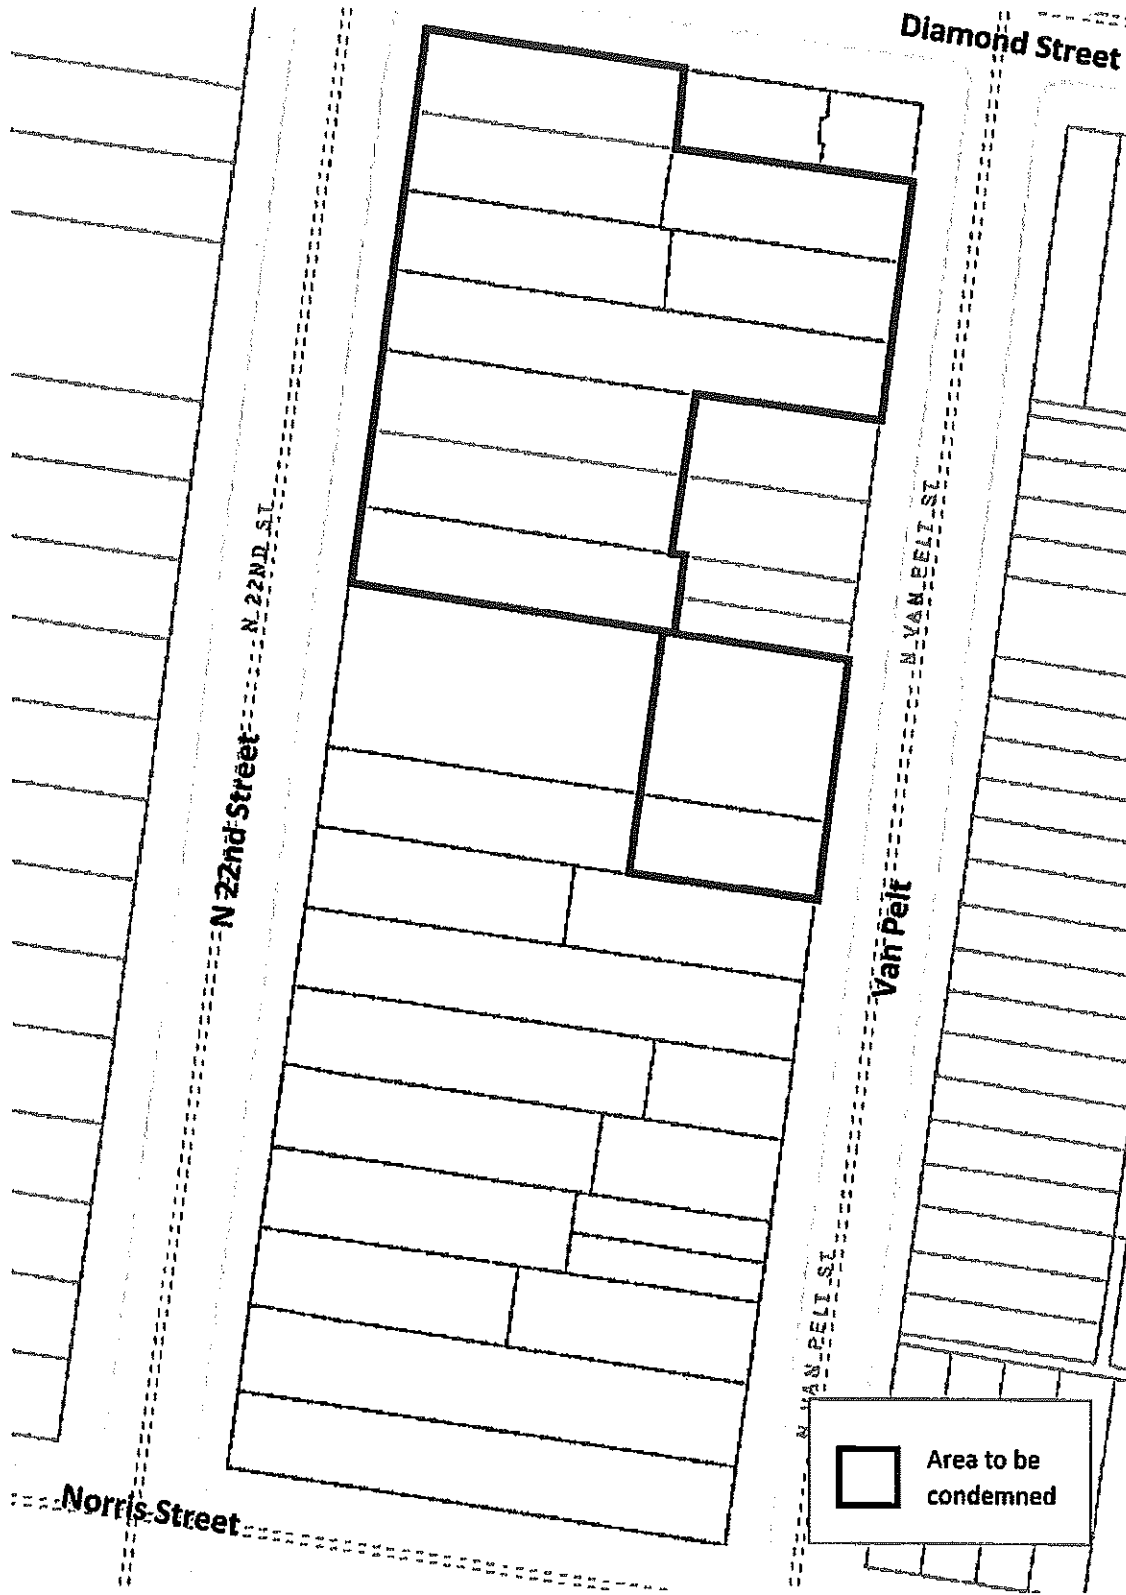 Diamond Street
N 22ND ST
N VAN PELT ST
N 22nd Street
Van Pelt
N VAN PELT ST
Area to be
condemned
Norris Street